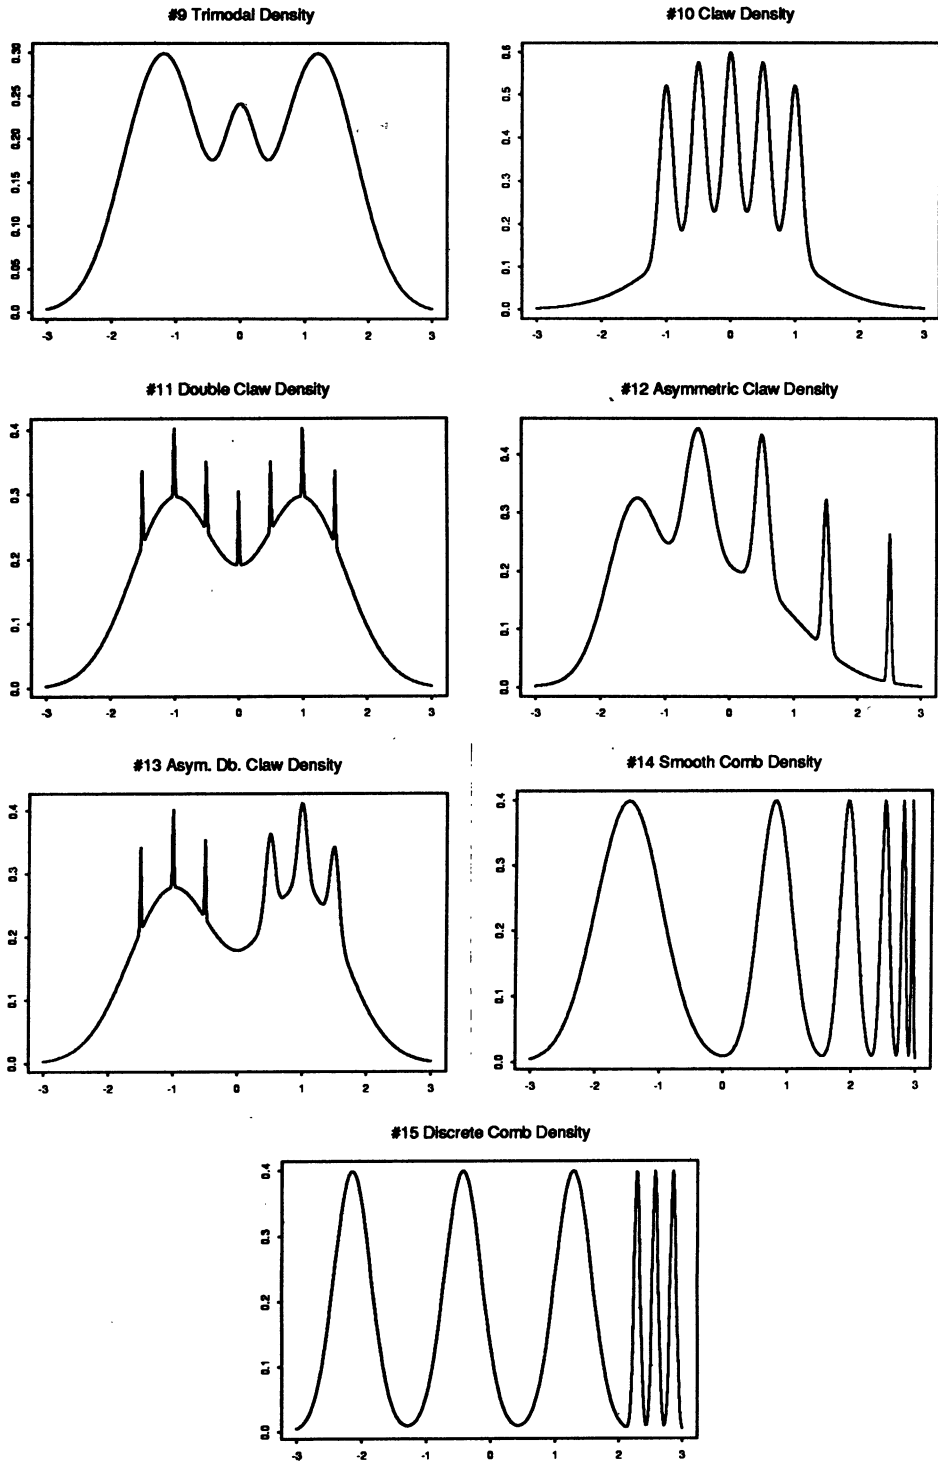 #9 Trimodal Density
0.30
0.25
0.20
0.15
0.10
0.05
0.0
-3 -2 -1 0 1 2 3
#10 Claw Density
0.6
0.5
0.4
0.3
0.2
0.1
0.0
-3 -2 -1 0 1 2 3
#11 Double Claw Density
0.4
0.3
0.2
0.1
0.0
-3 -2 -1 0 1 2 3
#12 Asymmetric Claw Density
0.4
0.3
0.2
0.1
0.0
-3 -2 -1 0 1 2 3
#13 Asym. Db. Claw Density
0.4
0.3
0.2
0.1
0.0
-3 -2 -1 0 1 2 3
#14 Smooth Comb Density
0.4
0.3
0.2
0.1
0.0
-3 -2 -1 0 1 2 3
#15 Discrete Comb Density
0.4
0.3
0.2
0.1
0.0
-3 -2 -1 0 1 2 3